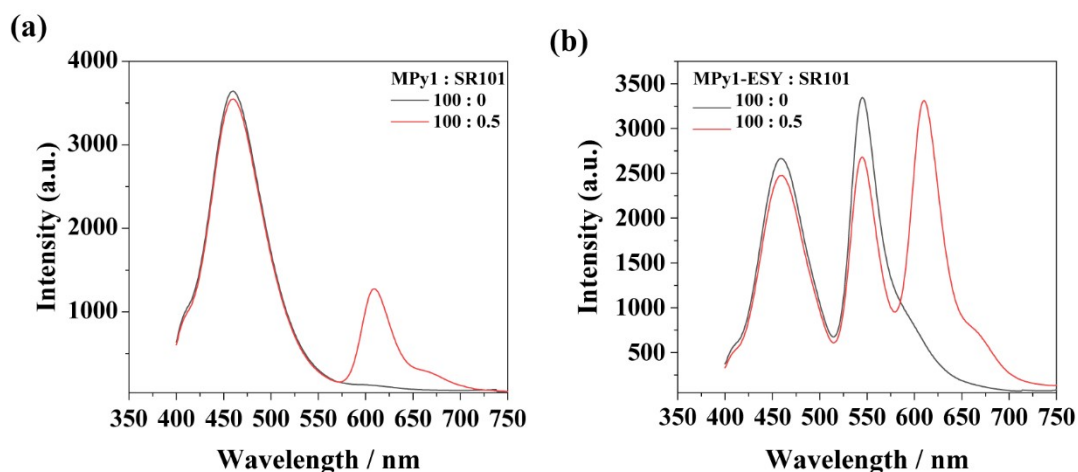 (a)
4000
3000
2000
1000
Intensity (a.u.)
MPy1 : SR101
100 : 0
100 : 0.5
350 400 450 500 550 600 650 700 750
Wavelength / nm
(b)
3500
3000
2500
2000
1500
1000
500
Intensity (a.u.)
MPy1-ESY : SR101
100 : 0
100 : 0.5
350 400 450 500 550 600 650 700 750
Wavelength / nm